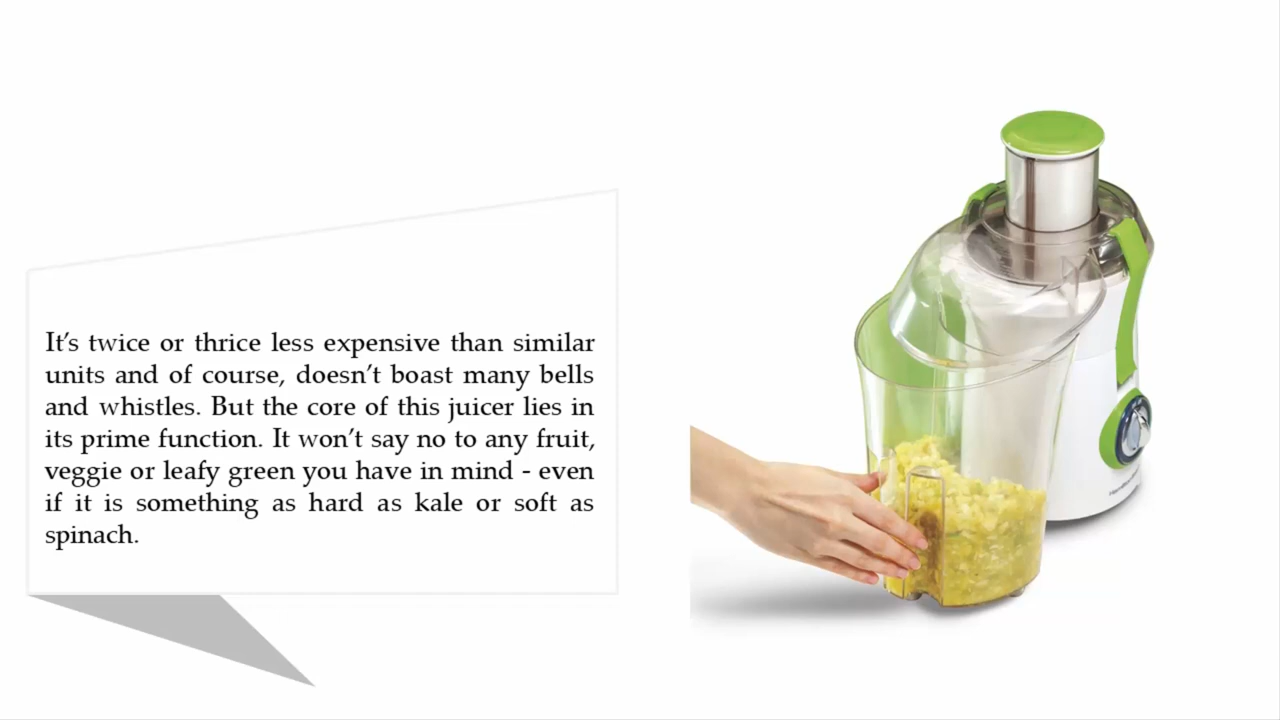 It’s twice or thrice less expensive than similar
units and of course, doesn’t boast many bells
and whistles. But the core of this juicer lies in
its prime function. It won’t say no to any fruit,
veggie or leafy green you have in mind - even
if it is something as hard as kale or soft as
spinach.